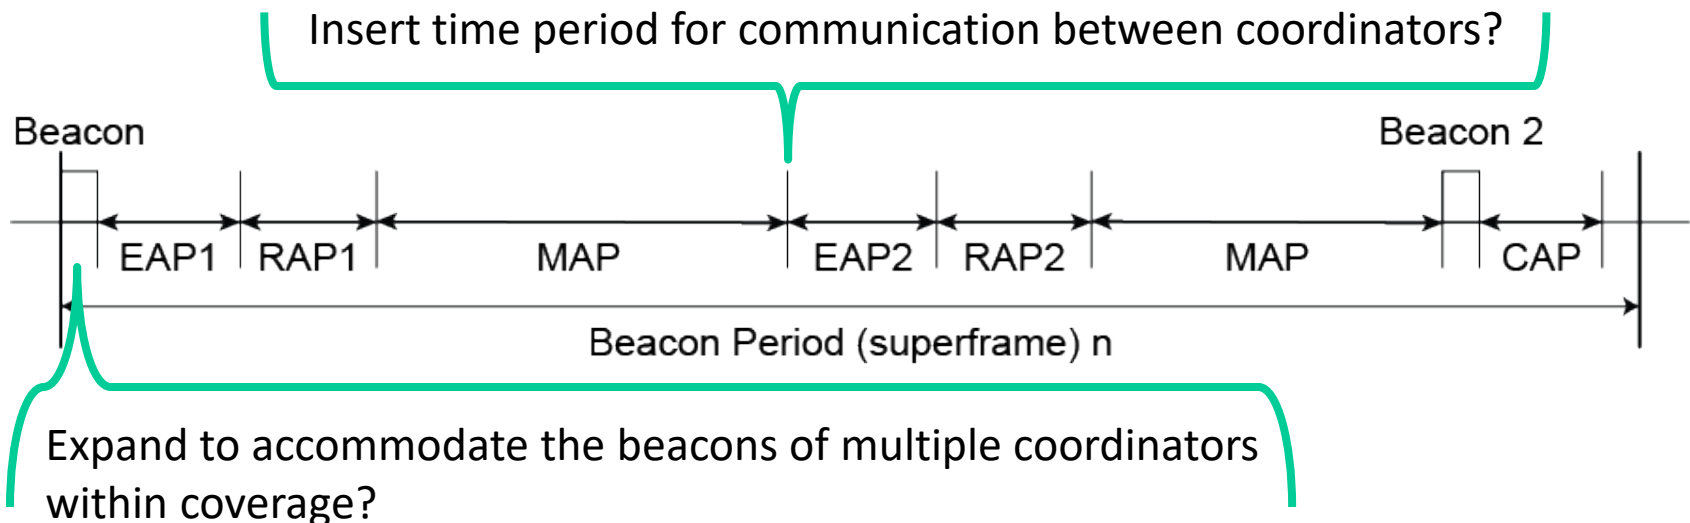 Insert time period for communication between coordinators?
Beacon
Beacon 2
EAP1
RAP1
MAP
EAP2
RAP2
MAP
CAP
Beacon Period (superframe) n
Expand to accommodate the beacons of multiple coordinators
within coverage?